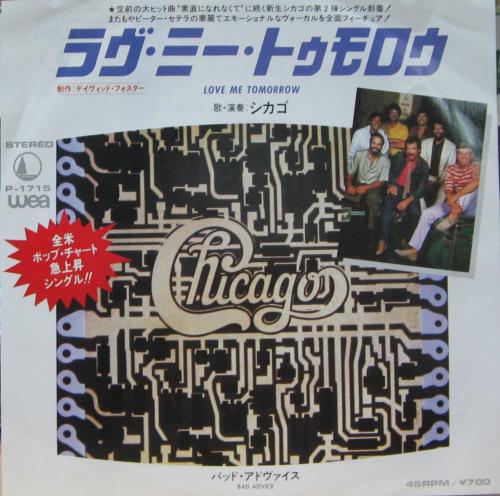 ★空前の大ヒット曲"素直になれなくて"に続く新生シカゴの第2弾シングル到着!
またもやピーター・セテラの華麗でエモーショナルなヴォーカルを全面フィーチュア!
ラヴ・ミー・トゥモロウ
制作:デイヴィッド・フォスター
LOVE ME TOMORROW
歌・演奏:シカゴ
STEREO
P-1715
wea
全米
ポップ・チャート
急上昇
シングル!!
Chicago
バッド・アドヴァイス
BAD ADVICE
45RPM/¥700